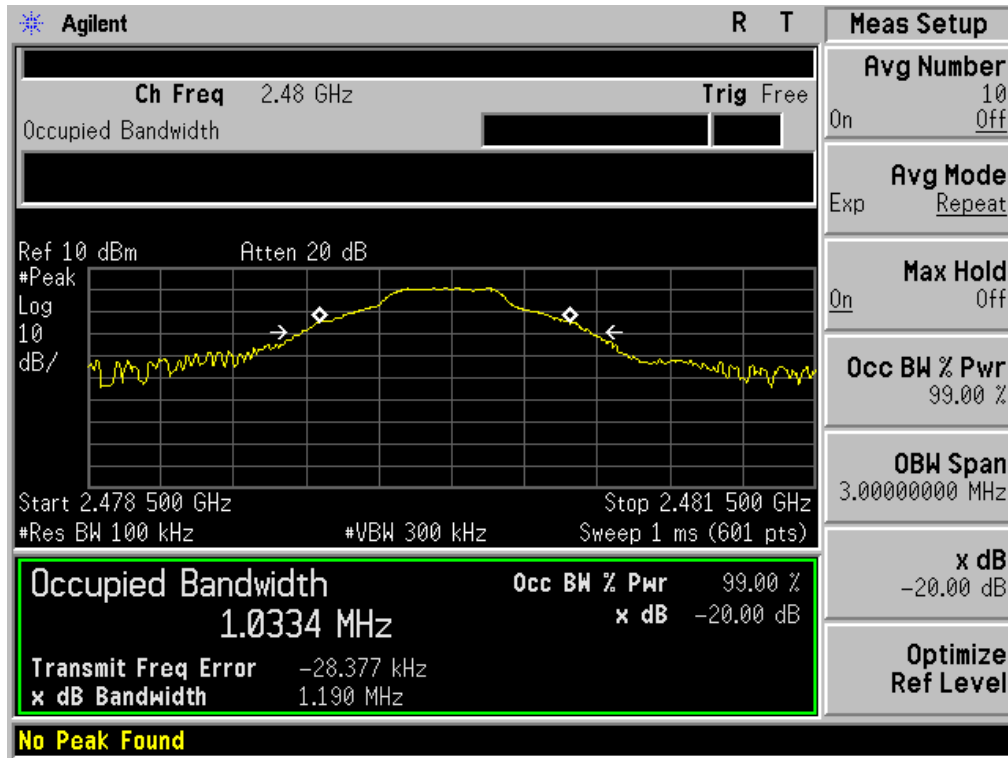 Agilent R T
Ch Freq 2.48 GHz Trig Free
Occupied Bandwidth
Ref 10 dBm Atten 20 dB
#Peak
Log
10
dB/
Start 2.478 500 GHz Stop 2.481 500 GHz
#Res BW 100 kHz #VBW 300 kHz Sweep 1 ms (601 pts)
Occupied Bandwidth Occ BW % Pwr 99.00 %
1.0334 MHz x dB -20.00 dB
Transmit Freq Error -28.377 kHz
x dB Bandwidth 1.190 MHz
No Peak Found
Meas Setup
Avg Number
10
On Off
Avg Mode
Exp Repeat
Max Hold
On Off
Occ BW % Pwr
99.00 %
OBW Span
3.00000000 MHz
x dB
-20.00 dB
Optimize
Ref Level